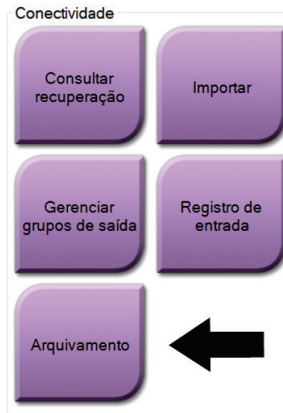 Conectividade
Consultar
recuperação
Importar
Gerenciar
grupos de saída
Registro de
entrada
Arquivamento